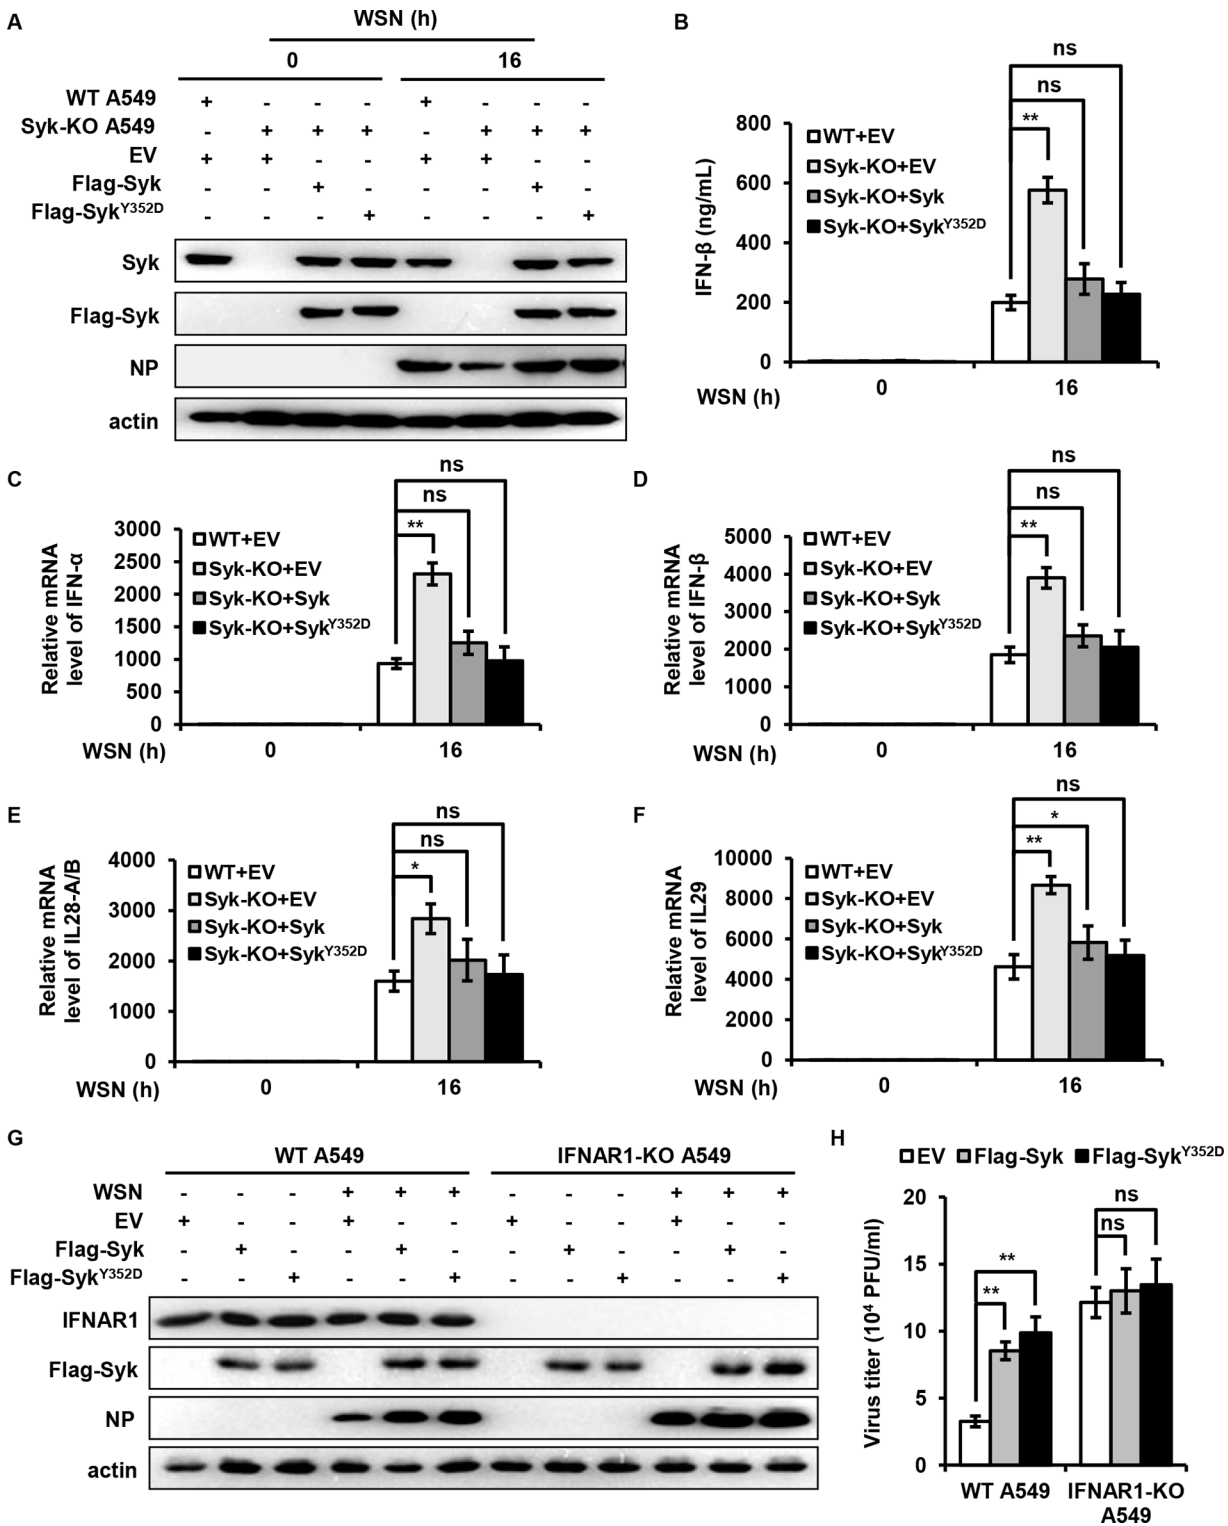 A
WSN (h)
0 16
WT A549 + - - - + - - -
Syk-KO A549 - + + + - + + +
EV + + - - + + - -
Flag-Syk - - + - - - + -
Flag-SykY352D - - - + - - - +
Syk
Flag-Syk
NP
actin
B
ns
ns
**
WT+EV
Syk-KO+EV
Syk-KO+Syk
Syk-KO+SykY352D
IFN-β (ng/mL)
800
600
400
200
0
WSN (h) 0 16
C
ns
ns
**
WT+EV
Syk-KO+EV
Syk-KO+Syk
Syk-KO+SykY352D
Relative mRNA
level of IFN-α
3000
2500
2000
1500
1000
500
0
WSN (h) 0 16
D
ns
ns
**
WT+EV
Syk-KO+EV
Syk-KO+Syk
Syk-KO+SykY352D
Relative mRNA
level of IFN-β
5000
4000
3000
2000
1000
0
WSN (h) 0 16
E
ns
ns
*
WT+EV
Syk-KO+EV
Syk-KO+Syk
Syk-KO+SykY352D
Relative mRNA
level of IL28-A/B
4000
3000
2000
1000
0
WSN (h) 0 16
F
ns
*
**
WT+EV
Syk-KO+EV
Syk-KO+Syk
Syk-KO+SykY352D
Relative mRNA
level of IL29
10000
8000
6000
4000
2000
0
WSN (h) 0 16
G
WT A549 IFNAR1-KO A549
WSN - - - + + + - - - + + +
EV + - - + - - + - - + - -
Flag-Syk - + - - + - - + - - + -
Flag-SykY352D - - + - - + - - + - - +
IFNAR1
Flag-Syk
NP
actin
H
EV Flag-Syk Flag-SykY352D
Virus titer (10⁴ PFU/ml)
20
15
10
5
0
**
**
ns
ns
WT A549 IFNAR1-KO
A549